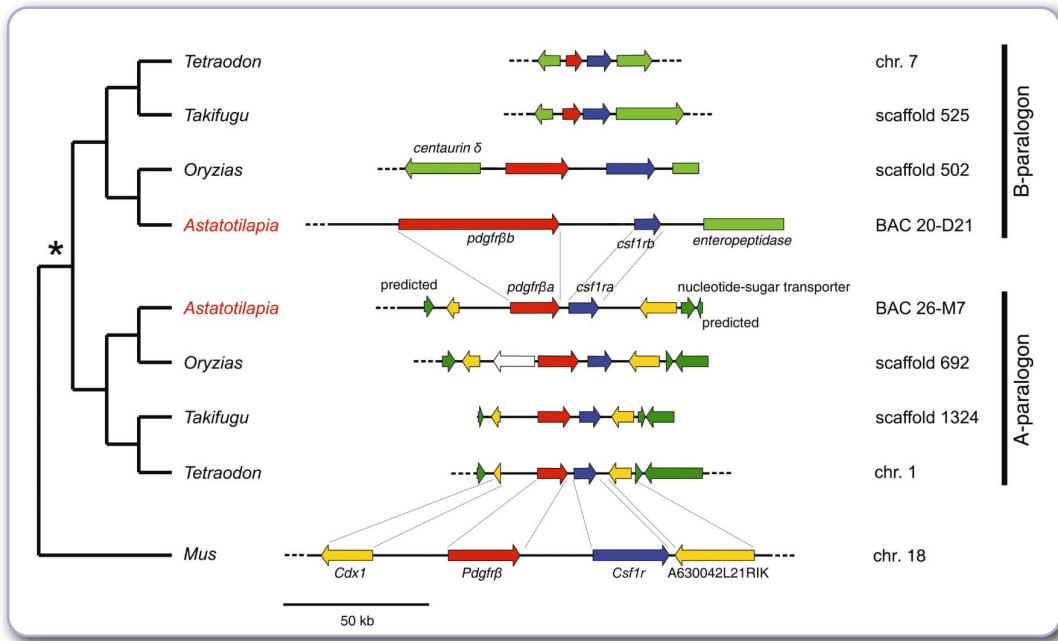 Tetraodon
chr. 7
Takifugu
scaffold 525
centaurin δ
Oryzias
scaffold 502
Astatotilapia
BAC 20-D21
pdgfrβb
csf1rb
enteropeptidase
B-paralogon
*
predicted
pdgfrβa
csf1ra
nucleotide-sugar transporter
Astatotilapia
BAC 26-M7
predicted
Oryzias
scaffold 692
Takifugu
scaffold 1324
Tetraodon
chr. 1
A-paralogon
Mus
chr. 18
Cdx1
Pdgfrβ
Csf1r
A630042L21RIK
50 kb